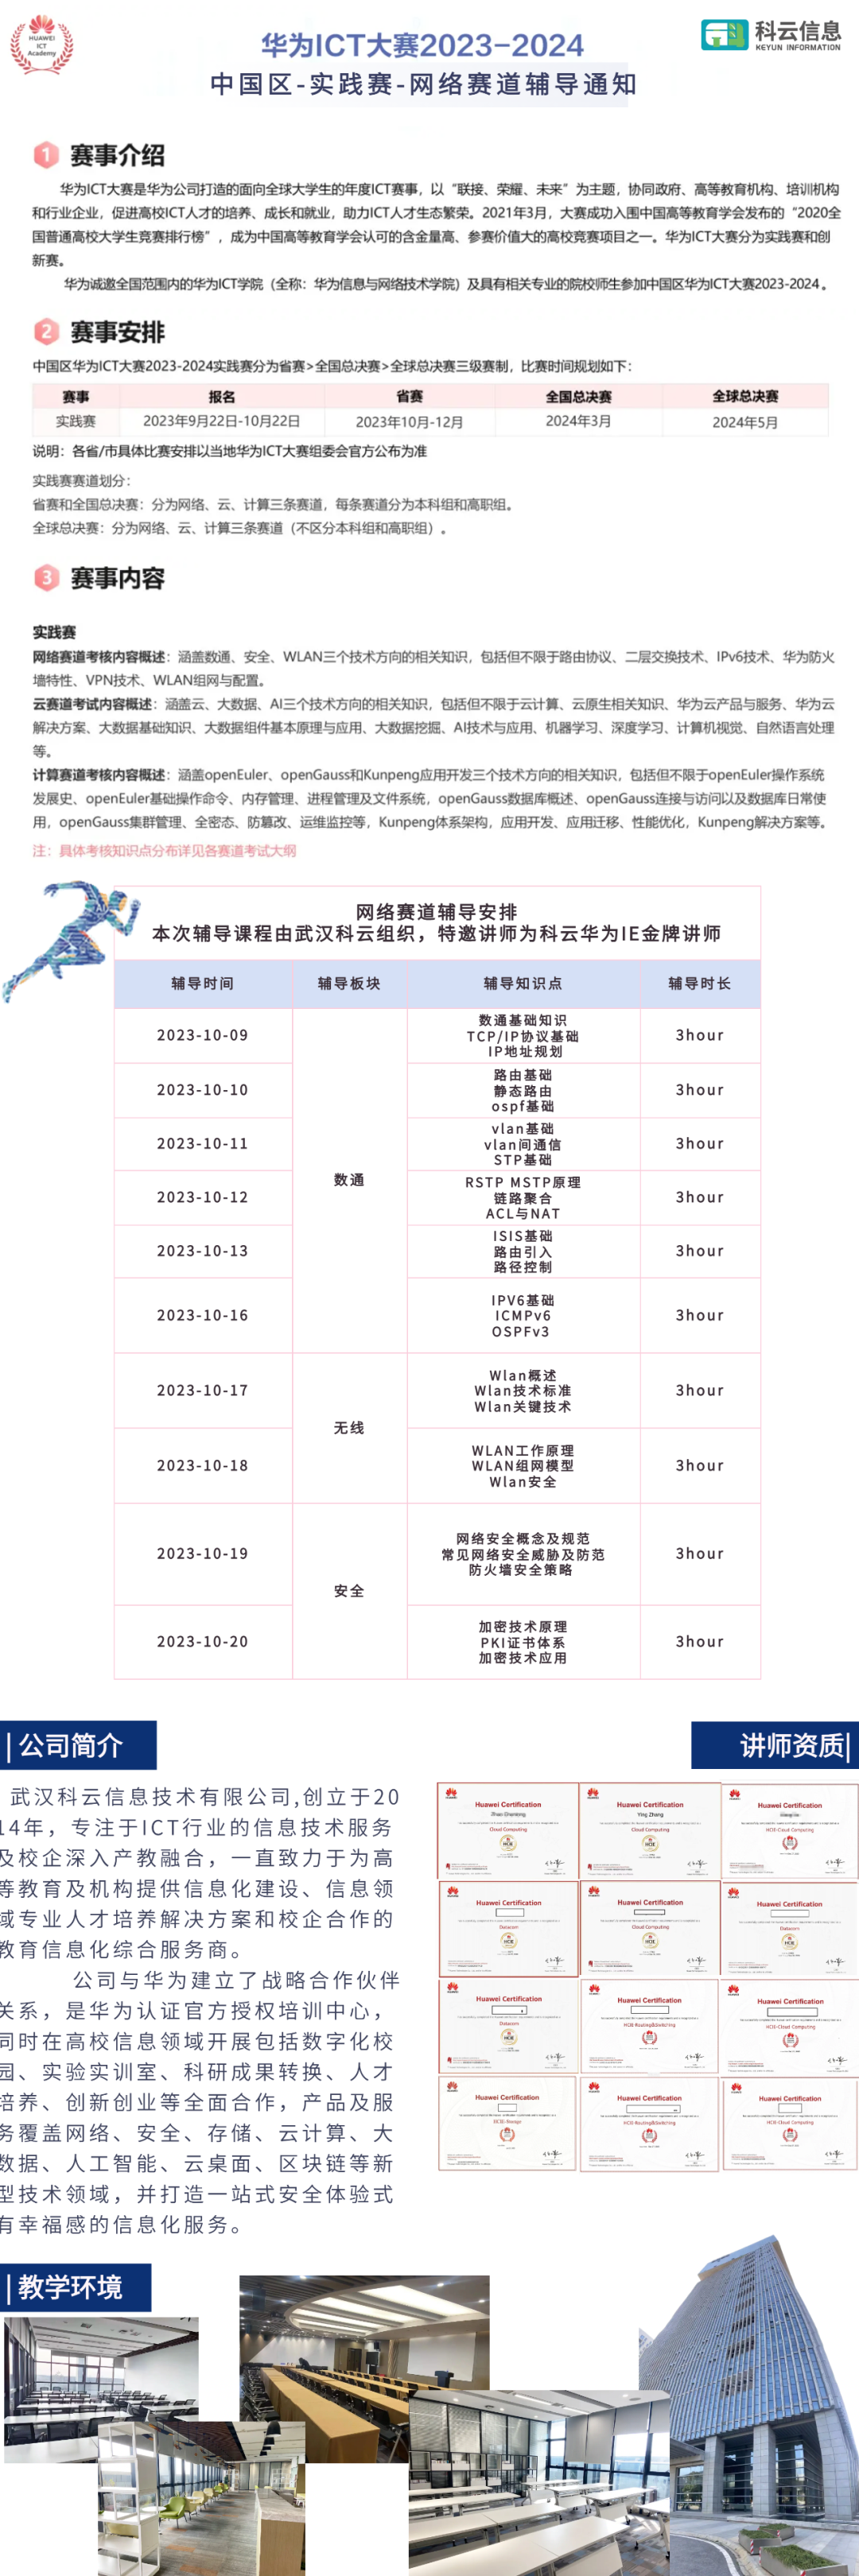 HUAWEI
ICT
Academy
科云信息
KEYUN INFORMATION
华为ICT大赛2023-2024
中国区-实践赛-网络赛道辅导通知
1 赛事介绍
华为ICT大赛是华为公司打造的面向全球大学生的年度ICT赛事，以“联接、荣耀、未来”为主题，协同政府、高等教育机构、培训机构
和行业企业，促进高校ICT人才的培养、成长和就业，助力ICT人才生态繁荣。2021年3月，大赛成功入围中国高等教育学会发布的“2020全
国普通高校大学生竞赛排行榜”，成为中国高等教育学会认可的含金量高、参赛价值大的高校竞赛项目之一。华为ICT大赛分为实践赛和创
新赛。
华为诚邀全国范围内的华为ICT学院（全称：华为信息与网络技术学院）及具有相关专业的院校师生参加中国区华为ICT大赛2023-2024。
2 赛事安排
中国区华为ICT大赛2023-2024实践赛分为省赛>全国总决赛>全球总决赛三级赛制，比赛时间规划如下：
赛事 报名 省赛 全国总决赛 全球总决赛
实践赛 2023年9月22日-10月22日 2023年10月-12月 2024年3月 2024年5月
说明：各省/市具体比赛安排以当地华为ICT大赛组委会官方公布为准
实践赛赛道划分：
省赛和全国总决赛：分为网络、云、计算三条赛道，每条赛道分为本科组和高职组。
全球总决赛：分为网络、云、计算三条赛道（不区分本科组和高职组）。
3 赛事内容
实践赛
网络赛道考核内容概述：涵盖数通、安全、WLAN三个技术方向的相关知识，包括但不限于路由协议、二层交换技术、IPv6技术、华为防火
墙特性、VPN技术、WLAN组网与配置。
云赛道考试内容概述：涵盖云、大数据、AI三个技术方向的相关知识，包括但不限于云计算、云原生相关知识、华为云产品与服务、华为云
解决方案、大数据基础知识、大数据组件基本原理与应用、大数据挖掘、AI技术与应用、机器学习、深度学习、计算机视觉、自然语言处理
等。
计算赛道考核内容概述：涵盖openEuler、openGauss和Kunpeng应用开发三个技术方向的相关知识，包括但不限于openEuler操作系统
发展史、openEuler基础操作命令、内存管理、进程管理及文件系统，openGauss数据库概述、openGauss连接与访问以及数据库日常使
用，openGauss集群管理、全密态、防篡改、运维监控等，Kunpeng体系架构，应用开发、应用迁移、性能优化，Kunpeng解决方案等。
注：具体考核知识点分布详见各赛道考试大纲
网络赛道辅导安排
本次辅导课程由武汉科云组织，特邀讲师为科云华为IE金牌讲师
辅导时间 辅导板块 辅导知识点 辅导时长
2023-10-09 数通基础知识 3hour
TCP/IP协议基础
IP地址规划
2023-10-10 路由基础 3hour
静态路由
ospf基础
2023-10-11 vlan基础 3hour
vlan间通信
STP基础
数通
2023-10-12 RSTP MSTP原理 3hour
链路聚合
ACL与NAT
2023-10-13 ISIS基础 3hour
路由引入
路径控制
2023-10-16 IPV6基础 3hour
ICMPv6
OSPFv3
2023-10-17 Wlan概述 3hour
Wlan技术标准
Wlan关键技术
无线
2023-10-18 WLAN工作原理 3hour
WLAN组网模型
Wlan安全
2023-10-19 网络安全概念及规范 3hour
常见网络安全威胁及防范
防火墙安全策略
安全
2023-10-20 加密技术原理 3hour
PKI证书体系
加密技术应用
|公司简介
讲师资质|
武汉科云信息技术有限公司,创立于20
14年，专注于ICT行业的信息技术服务
及校企深入产教融合，一直致力于为高
等教育及机构提供信息化建设、信息领
域专业人才培养解决方案和校企合作的
教育信息化综合服务商。
公司与华为建立了战略合作伙伴
关系，是华为认证官方授权培训中心，
同时在高校信息领域开展包括数字化校
园、实验实训室、科研成果转换、人才
培养、创新创业等全面合作，产品及服
务覆盖网络、安全、存储、云计算、大
数据、人工智能、云桌面、区块链等新
型技术领域，并打造一站式安全体验式
有幸福感的信息化服务。
Huawei Certification
Cloud Computing
Huawei Certification
Ying Zhang
Cloud Computing
Huawei Certification
HCIE-Cloud Computing
Huawei Certification
Datacom
Huawei Certification
Cloud Computing
Huawei Certification
Datacom
Huawei Certification
Datacom
Huawei Certification
HCIE-Routing&Switching
Huawei Certification
HCIE-Cloud Computing
Huawei Certification
HCIE-Storage
Huawei Certification
HCIE-Routing&Switching
Huawei Certification
HCIE-Cloud Computing
|教学环境